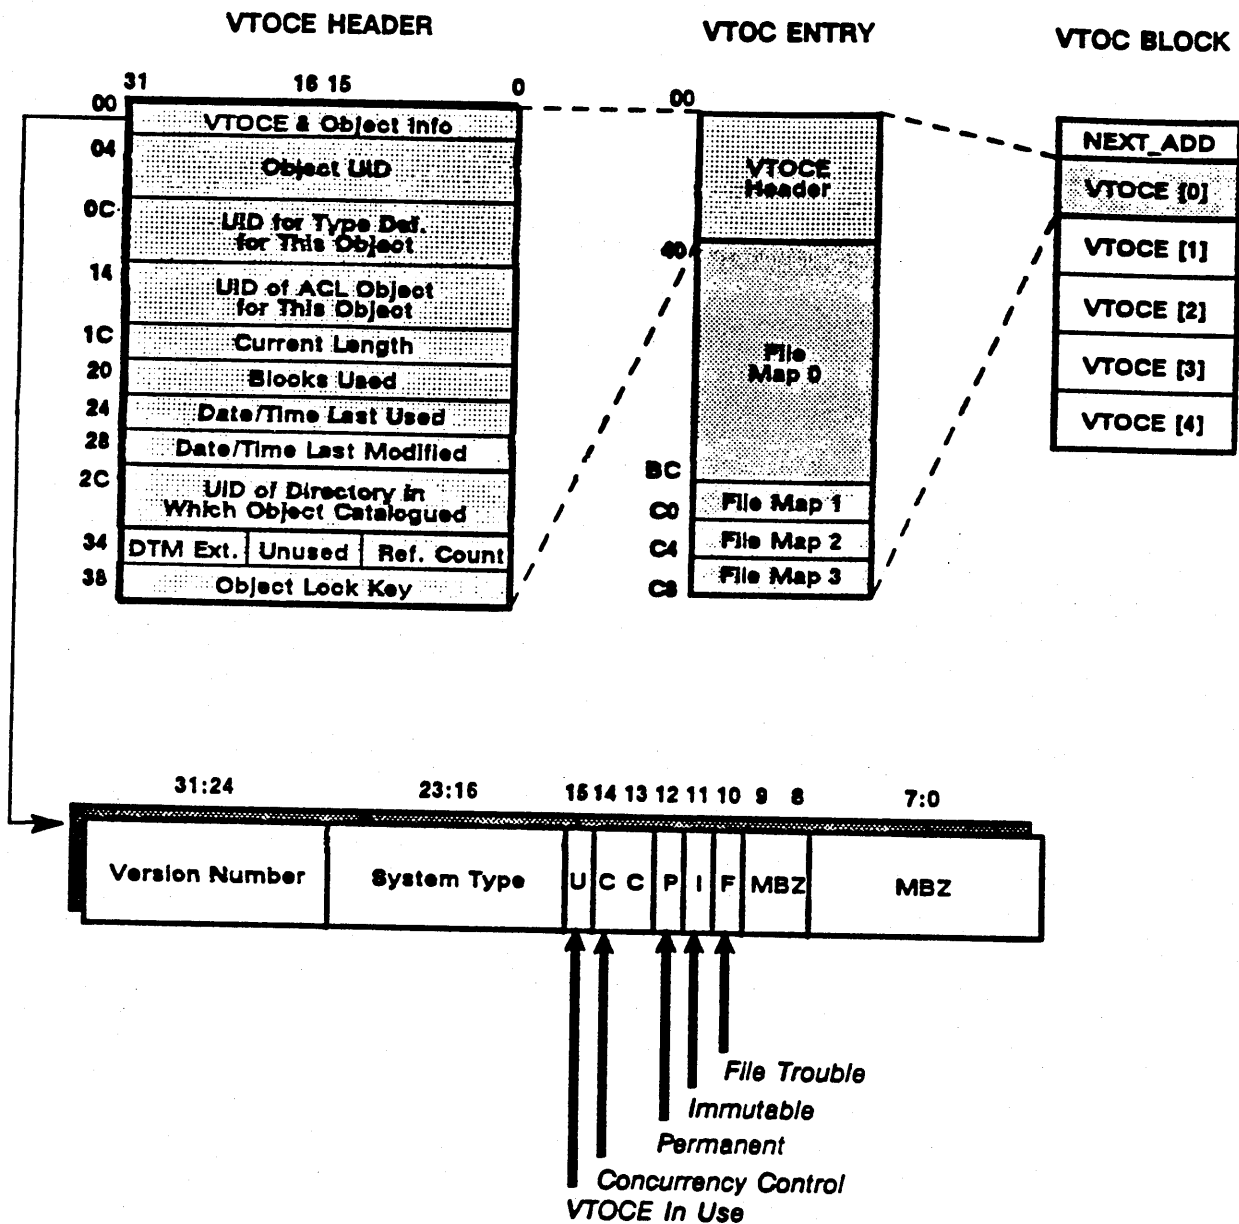 VTOCE HEADER
VTOC ENTRY
VTOC BLOCK
31
16 15
0
00
VTOCE & Object Info
04
Object UID
0C
UID for Type Def.
for This Object
14
UID of ACL Object
for This Object
1C
Current Length
20
Blocks Used
24
Date/Time Last Used
28
Date/Time Last Modified
2C
UID of Directory in
Which Object Catalogued
34
DTM Ext.
Unused
Ref. Count
38
Object Lock Key
00
VTOCE
Header
40
File
Map 0
BC
File Map 1
C0
File Map 2
C4
File Map 3
C8
NEXT_ADD
VTOCE [0]
VTOCE [1]
VTOCE [2]
VTOCE [3]
VTOCE [4]
31:24
23:16
15 14 13 12 11 10 9 8
7:0
Version Number
System Type
U
C C
P
I
F
MBZ
MBZ
File Trouble
Immutable
Permanent
Concurrency Control
VTOCE In Use